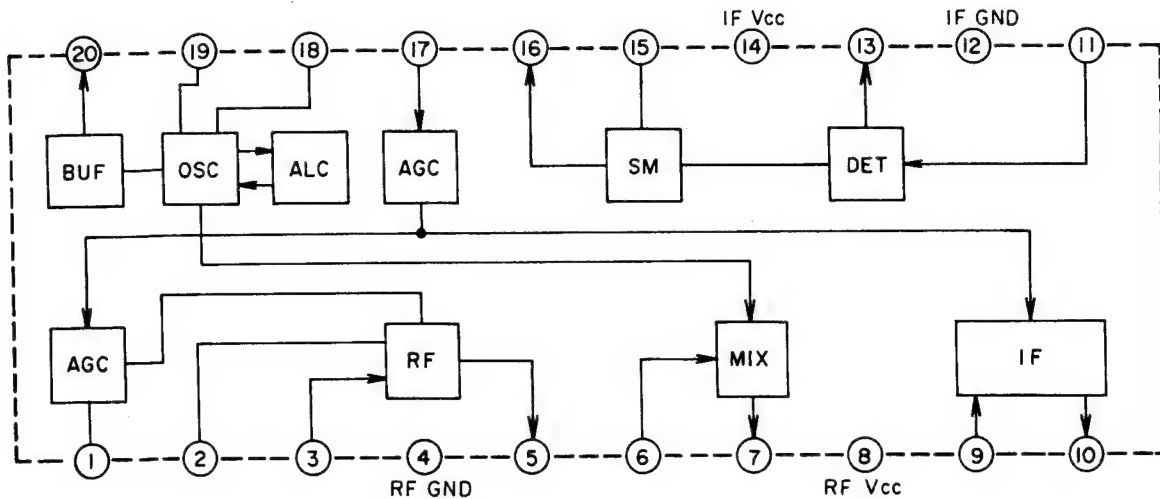 IF Vcc IF GND
20 19 18 17 16 15 14 13 12 11
BUF OSC ALC AGC SM DET
AGC RF MIX IF
1 2 3 4 5 6 7 8 9 10
RF GND RF Vcc